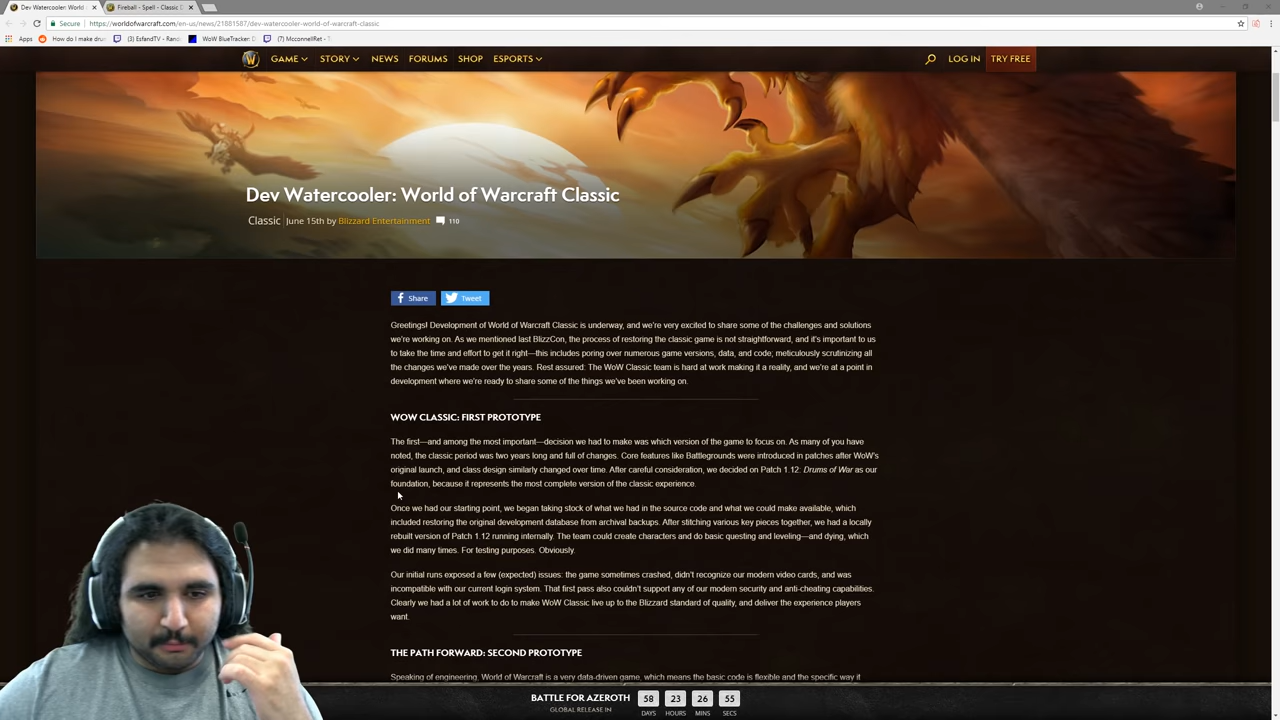 Dev Watercooler: World
Fireball - Spell - Classic D
Secure
https://worldofwarcraft.com/en-us/news/21881587/dev-watercooler-world-of-warcraft-classic
Apps
How do I make dru
(3) EsfandTV - Rand
WoW BlueTracker: D
(7) McconnellRet - T
GAME
STORY
NEWS
FORUMS
SHOP
ESPORTS
LOG IN
TRY FREE
Dev Watercooler: World of Warcraft Classic
Classic June 15th by Blizzard Entertainment 110
Share
Tweet
Greetings! Development of World of Warcraft Classic is underway, and we're very excited to share some of the challenges and solutions
we're working on. As we mentioned last BlizzCon, the process of restoring the classic game is not straightforward, and it's important to us
to take the time and effort to get it right—this includes poring over numerous game versions, data, and code; meticulously scrutinizing all
the changes we've made over the years. Rest assured: The WoW Classic team is hard at work making it a reality, and we're at a point in
development where we're ready to share some of the things we've been working on.
WOW CLASSIC: FIRST PROTOTYPE
The first—and among the most important—decision we had to make was which version of the game to focus on. As many of you have
noted, the classic period was two years long and full of changes. Core features like Battlegrounds were introduced in patches after WoW's
original launch, and class design similarly changed over time. After careful consideration, we decided on Patch 1.12: Drums of War as our
foundation, because it represents the most complete version of the classic experience.
Once we had our starting point, we began taking stock of what we had in the source code and what we could make available, which
included restoring the original development database from archival backups. After stitching various key pieces together, we had a locally
rebuilt version of Patch 1.12 running internally. The team could create characters and do basic questing and leveling—and dying, which
we did many times. For testing purposes. Obviously.
Our initial runs exposed a few (expected) issues: the game sometimes crashed, didn't recognize our modern video cards, and was
incompatible with our current login system. That first pass also couldn't support any of our modern security and anti-cheating capabilities.
Clearly we had a lot of work to do to make WoW Classic live up to the Blizzard standard of quality, and deliver the experience players
want.
THE PATH FORWARD: SECOND PROTOTYPE
Speaking of engineering, World of Warcraft is a very data-driven game, which means the basic code is flexible and the specific way it
BATTLE FOR AZEROTH
GLOBAL RELEASE IN
58 23 26 55
DAYS HOURS MINS SECS